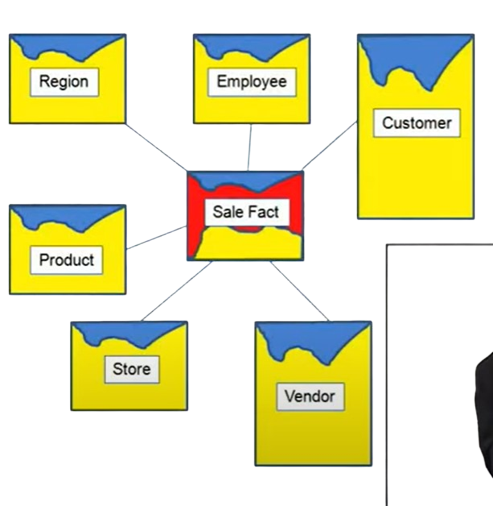 Region
Employee
Customer
Sale Fact
Product
Store
Vendor